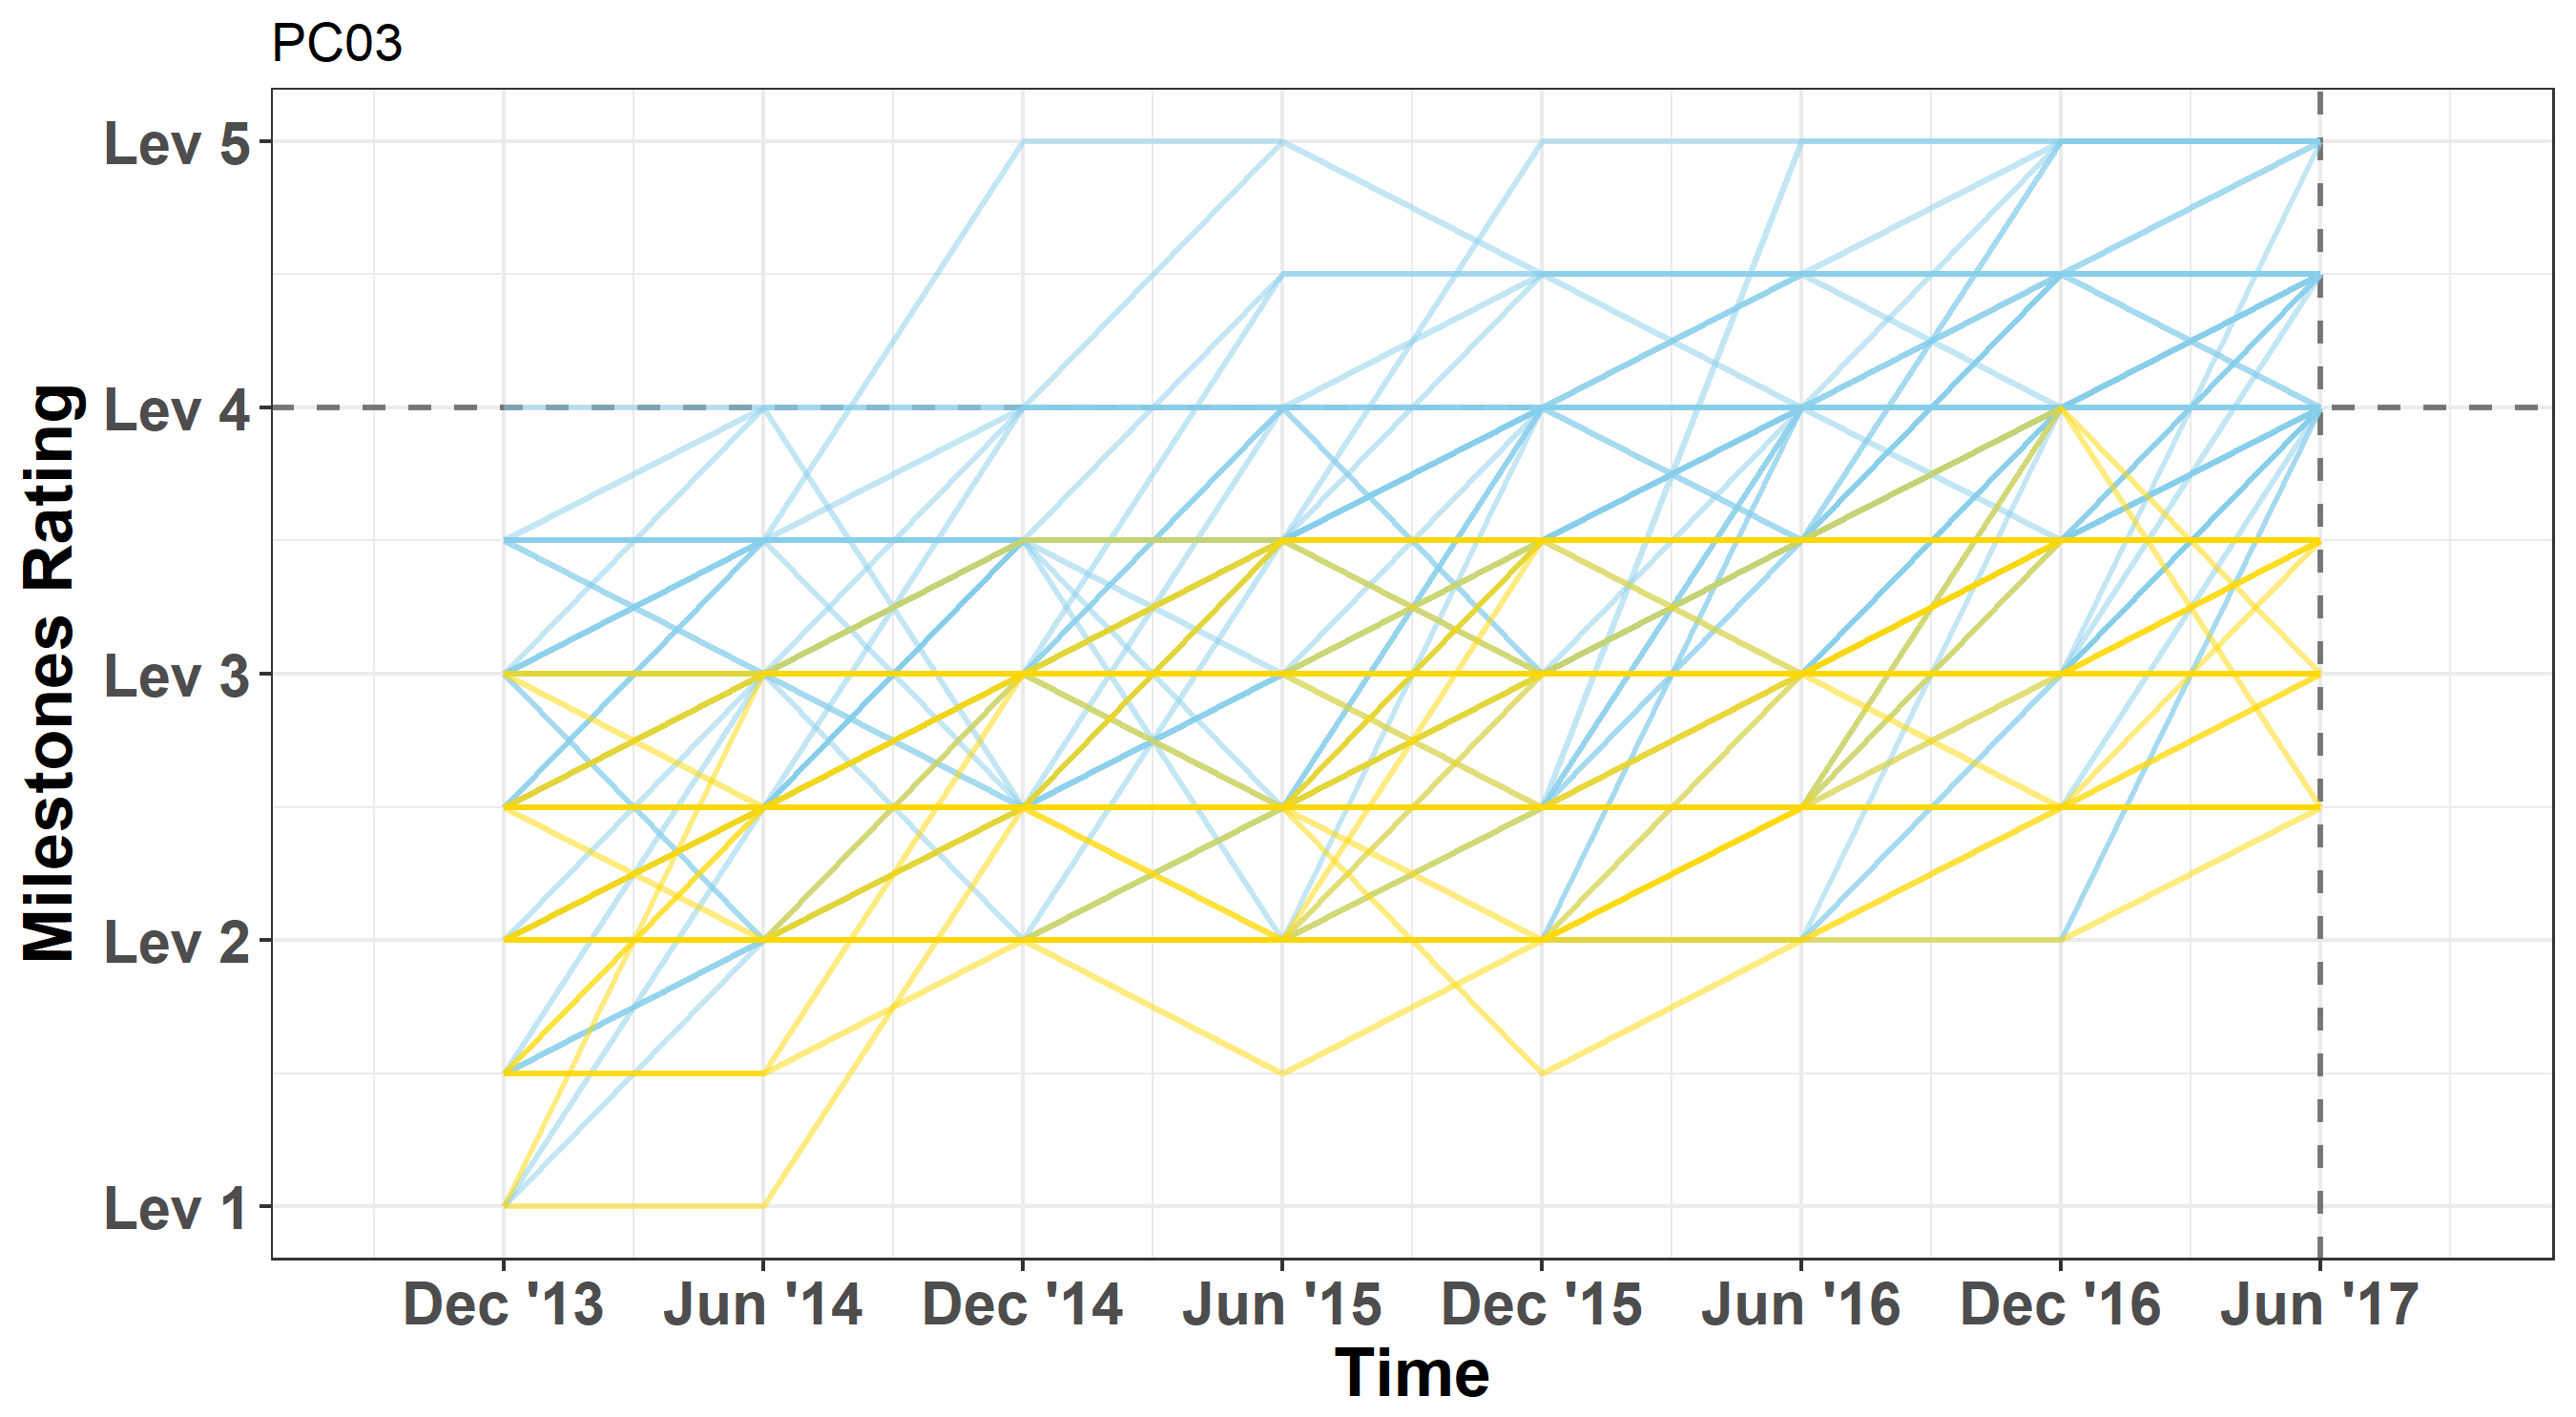 PC03
Milestones Rating
Lev 5
Lev 4
Lev 3
Lev 2
Lev 1
Dec '13 Jun '14 Dec '14 Jun '15 Dec '15 Jun '16 Dec '16 Jun '17
Time